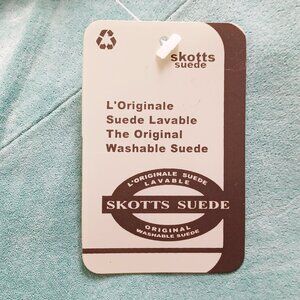 skotts
suede
L'Originale
Suede Lavable
The Original
Washable Suede
L'ORIGINALE SUEDE
LAVABLE
SKOTTS SUEDE
ORIGINAL
WASHABLE SUEDE